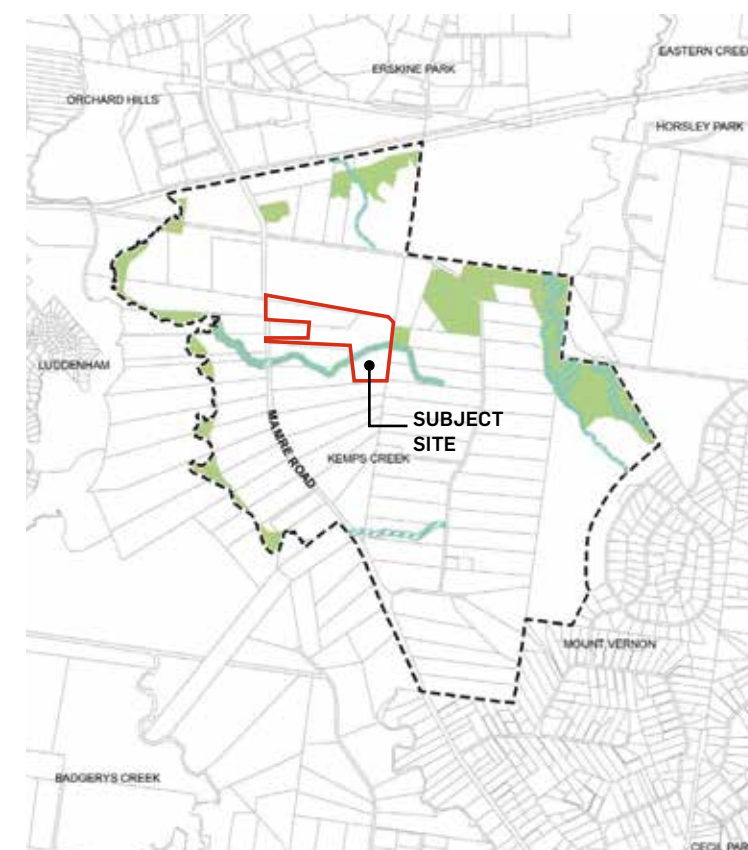 EASTERN CREE
ERSKINE PARK
ORCHARD HILLS
HORSLEY PARK
LUDDENHAM
MAMRE ROAD
SUBJECT
SITE
KEMPS CREEK
MOUNT VERNON
BADGERYS CREEK
CECIL PAR